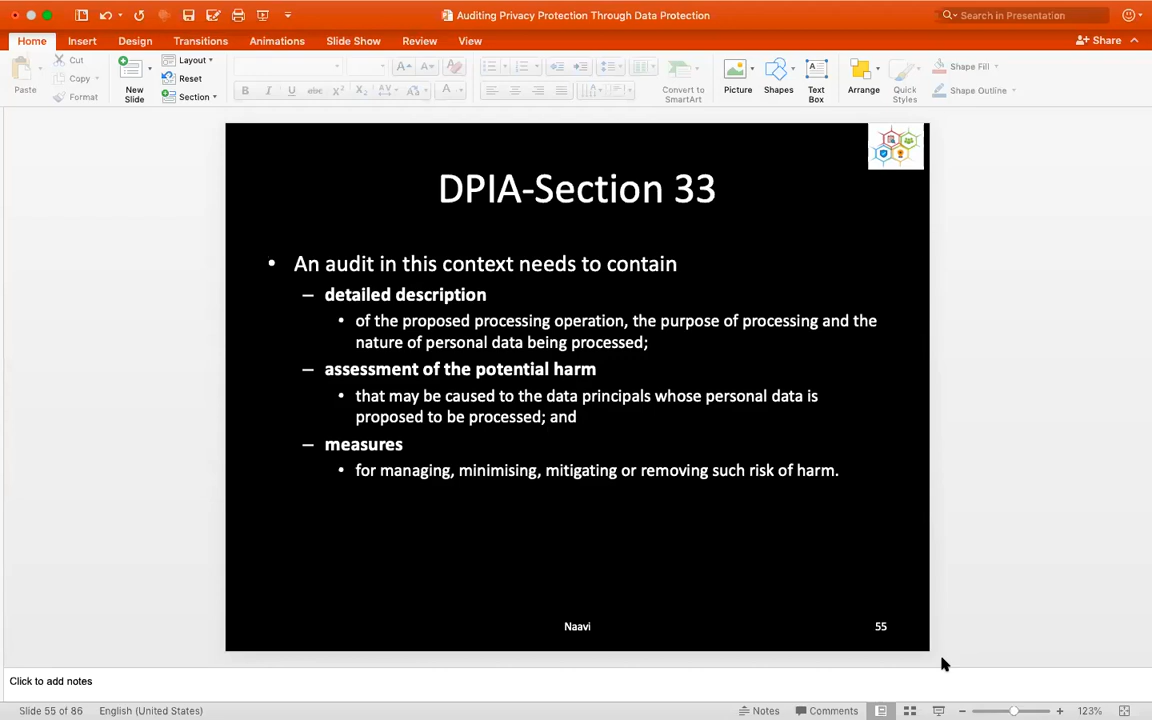 Auditing Privacy Protection Through Data Protection
Search in Presentation
Home Insert Design Transitions Animations Slide Show Review View
Share
Paste
Cut
Copy
Format
New
Slide
Layout
Reset
Section
Convert to
SmartArt
Picture
Shapes
Text
Box
Arrange
Quick
Styles
Shape Fill
Shape Outline
DPIA-Section 33
• An audit in this context needs to contain
– detailed description
• of the proposed processing operation, the purpose of processing and the
nature of personal data being processed;
– assessment of the potential harm
• that may be caused to the data principals whose personal data is
proposed to be processed; and
– measures
• for managing, minimising, mitigating or removing such risk of harm.
Naavi
55
Click to add notes
Slide 55 of 86 English (United States)
Notes Comments 123%